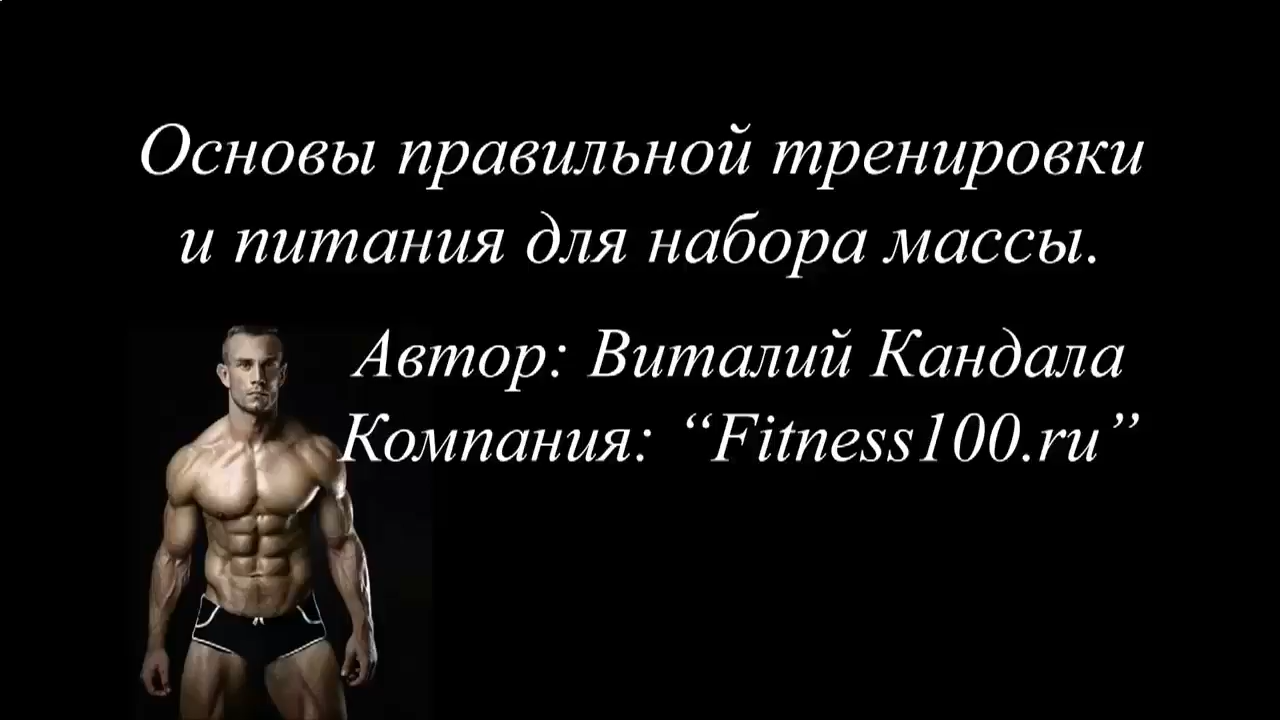 Основы правильной тренировки
и питания для набора массы.
Автор: Виталий Кандала
Компания: “Fitness100.ru”